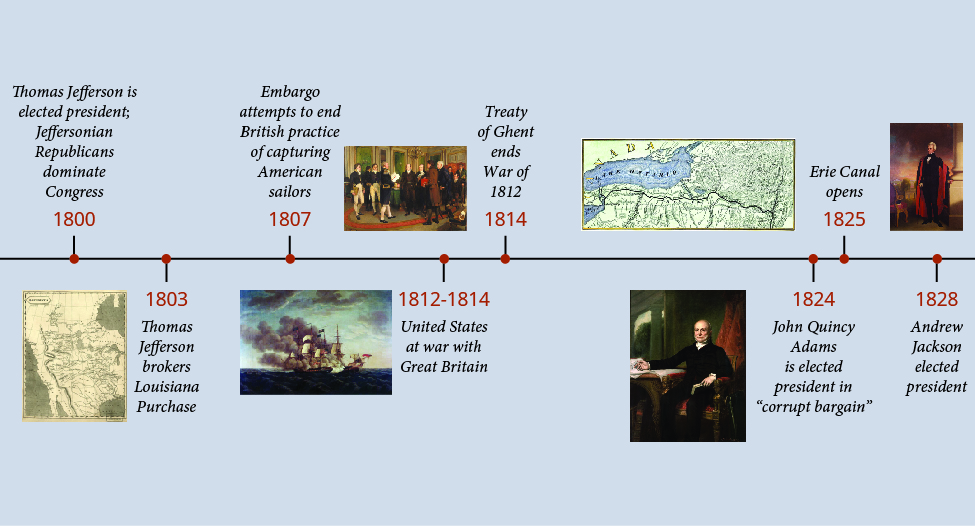 Thomas Jefferson is
elected president;
Jeffersonian
Republicans
dominate
Congress
1800
1803
Thomas
Jefferson
brokers
Louisiana
Purchase
Embargo
attempts to end
British practice
of capturing
American
sailors
1807
1812-1814
United States
at war with
Great Britain
Treaty
of Ghent
ends
War of
1812
1814
LAKE ONTARIO
1824
John Quincy
Adams
is elected
president in
“corrupt bargain”
Erie Canal
opens
1825
1828
Andrew
Jackson
elected
president